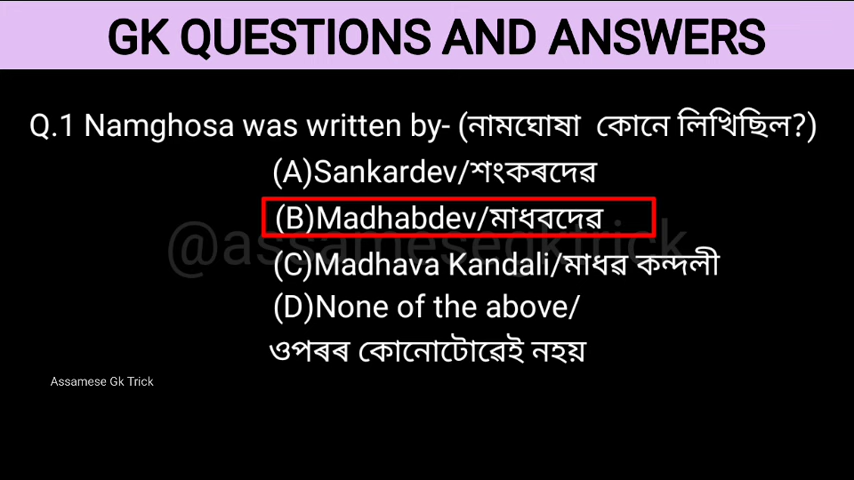 GK QUESTIONS AND ANSWERS
Q.1 Namghosa was written by- (নামঘোষা কোনে লিখিছিল?)
(A)Sankardev/শংকৰদেৱ
(B)Madhabdev/মাধবদেৱ
@assamesegktrick
(C)Madhava Kandali/মাধৱ কন্দলী
(D)None of the above/
ওপৰৰ কোনোটোৱেই নহয়
Assamese Gk Trick